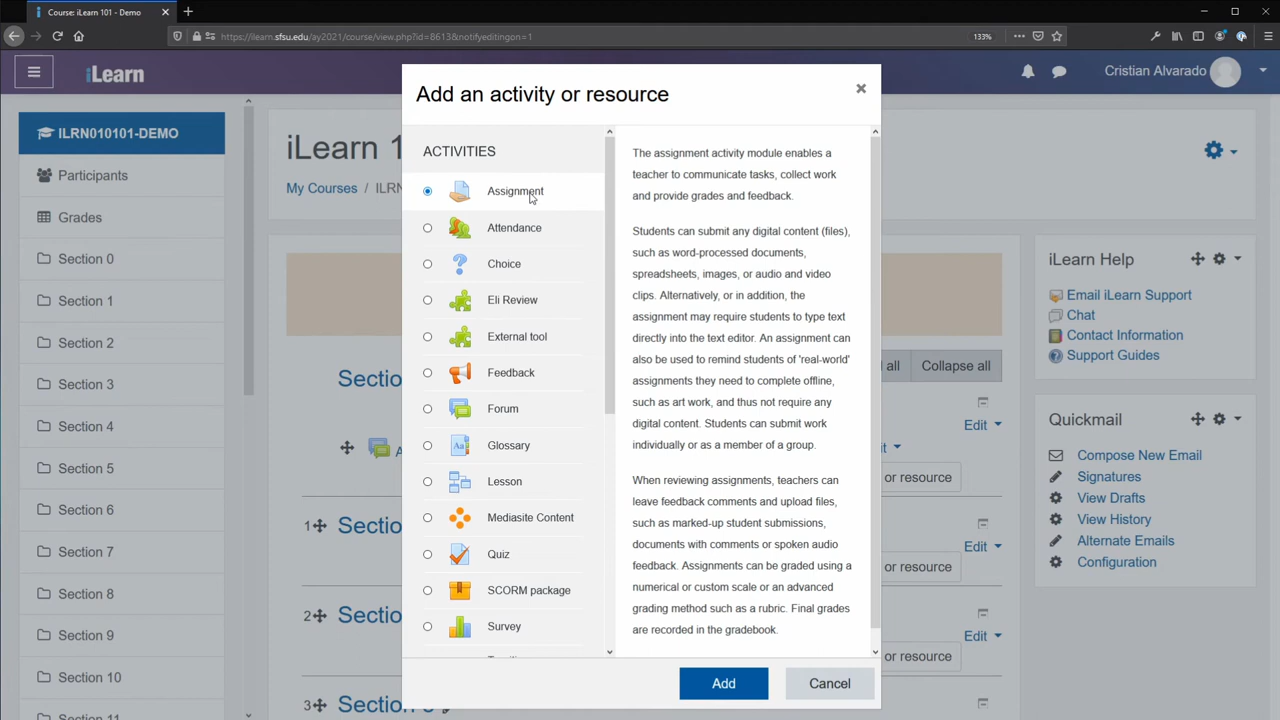 Course: iLearn 101 - Demo
https://ilearn.sfsu.edu/ay2021/course/view.php?id=8613&notifyeditingon=1
133%
iLearn
Cristian Alvarado
ILRN010101-DEMO
Participants
Grades
Section 0
Section 1
Section 2
Section 3
Section 4
Section 5
Section 6
Section 7
Section 8
Section 9
Section 10
Section 11
iLearn 1
My Courses / ILRN
Sectio
1
Sectio
2
Sectio
3
Add an activity or resource
ACTIVITIES
Assignment
Attendance
Choice
Eli Review
External tool
Feedback
Forum
Glossary
Lesson
Mediasite Content
Quiz
SCORM package
Survey
The assignment activity module enables a
teacher to communicate tasks, collect work
and provide grades and feedback.
Students can submit any digital content (files),
such as word-processed documents,
spreadsheets, images, or audio and video
clips. Alternatively, or in addition, the
assignment may require students to type text
directly into the text editor. An assignment can
also be used to remind students of 'real-world'
assignments they need to complete offline,
such as art work, and thus not require any
digital content. Students can submit work
individually or as a member of a group.
When reviewing assignments, teachers can
leave feedback comments and upload files,
such as marked-up student submissions,
documents with comments or spoken audio
feedback. Assignments can be graded using a
numerical or custom scale or an advanced
grading method such as a rubric. Final grades
are recorded in the gradebook.
Add
Cancel
all
Collapse all
Edit
or resource
Edit
or resource
Edit
or resource
iLearn Help
Email iLearn Support
Chat
Contact Information
Support Guides
Quickmail
Compose New Email
Signatures
View Drafts
View History
Alternate Emails
Configuration